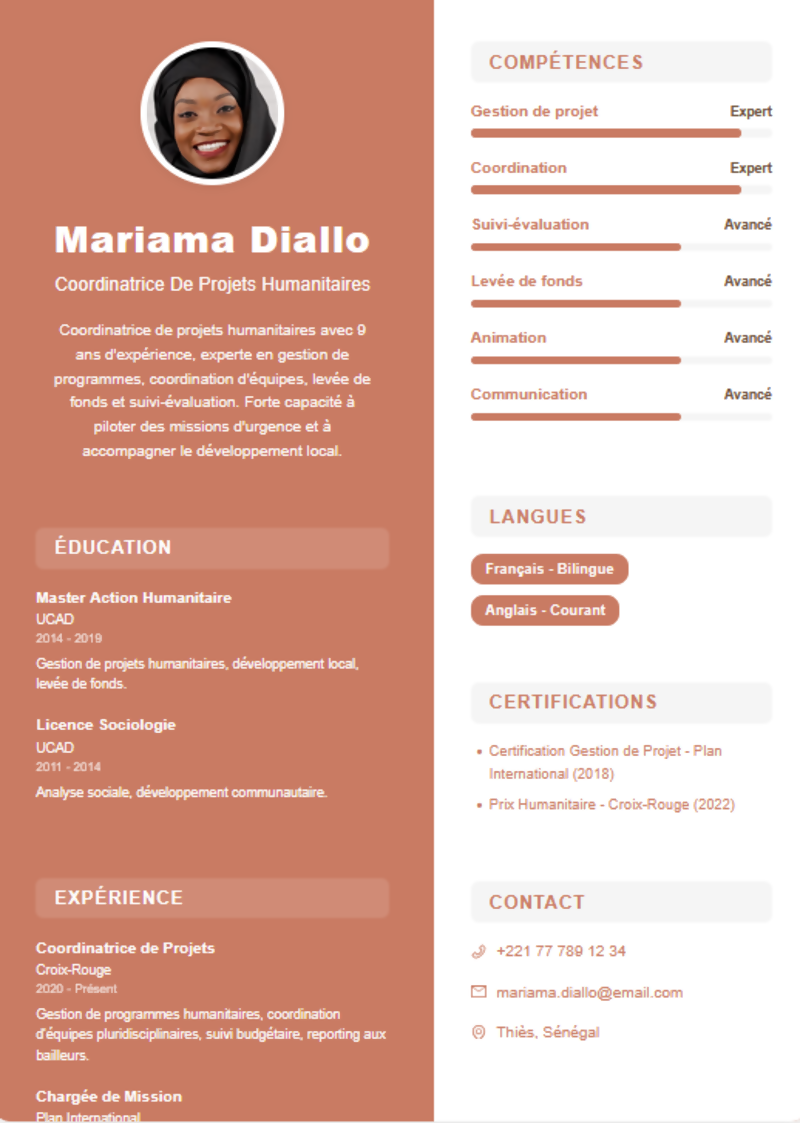 Mariama Diallo
Coordinatrice De Projets Humanitaires
Coordinatrice de projets humanitaires avec 9
ans d'expérience, experte en gestion de
programmes, coordination d'équipes, levée de
fonds et suivi-évaluation. Forte capacité à
piloter des missions d'urgence et à
accompagner le développement local.
ÉDUCATION
Master Action Humanitaire
UCAD
2014 - 2019
Gestion de projets humanitaires, développement local,
levée de fonds.
Licence Sociologie
UCAD
2011 - 2014
Analyse sociale, développement communautaire.
EXPÉRIENCE
Coordinatrice de Projets
Croix-Rouge
2020 - Présent
Gestion de programmes humanitaires, coordination
d'équipes pluridisciplinaires, suivi budgétaire, reporting aux
bailleurs.
Chargée de Mission
Plan International
COMPÉTENCES
Gestion de projet Expert
Coordination Expert
Suivi-évaluation Avancé
Levée de fonds Avancé
Animation Avancé
Communication Avancé
LANGUES
Français - Bilingue
Anglais - Courant
CERTIFICATIONS
• Certification Gestion de Projet - Plan
International (2018)
• Prix Humanitaire - Croix-Rouge (2022)
CONTACT
+221 77 789 12 34
mariama.diallo@email.com
Thiès, Sénégal